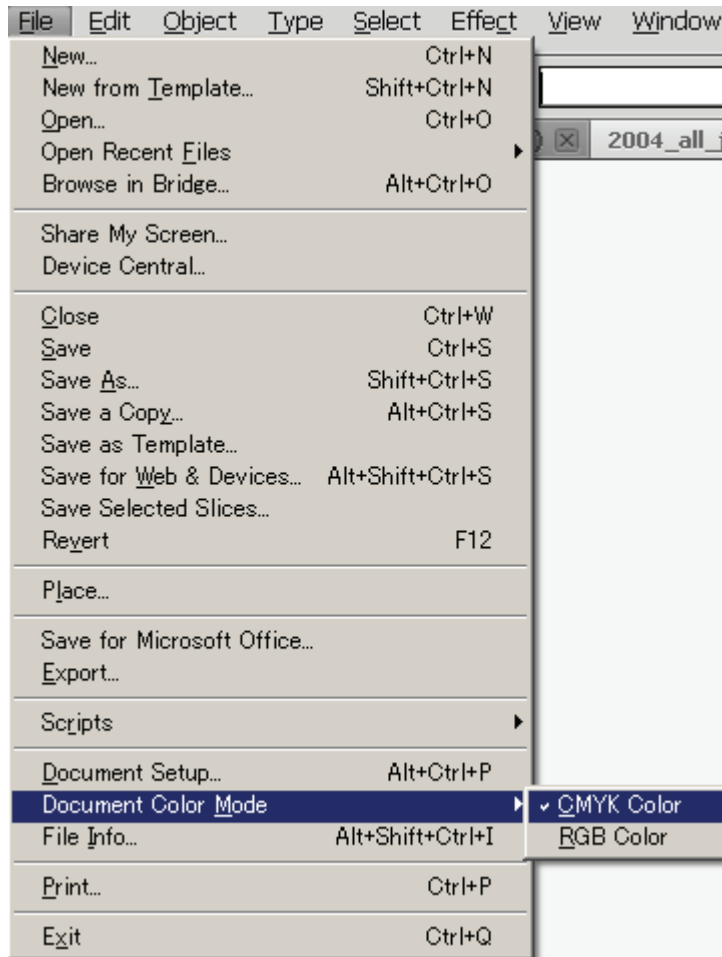 File Edit Object Type Select Effect View Window
New... Ctrl+N
New from Template... Shift+Ctrl+N
Open... Ctrl+O
Open Recent Files
Browse in Bridge... Alt+Ctrl+O
2004_all_j
Share My Screen...
Device Central...
Close Ctrl+W
Save Ctrl+S
Save As... Shift+Ctrl+S
Save a Copy... Alt+Ctrl+S
Save as Template...
Save for Web & Devices... Alt+Shift+Ctrl+S
Save Selected Slices...
Revert F12
Place...
Save for Microsoft Office...
Export...
Scripts
Document Setup... Alt+Ctrl+P
Document Color Mode
CMYK Color
File Info... Alt+Shift+Ctrl+I
RGB Color
Print... Ctrl+P
Exit Ctrl+Q